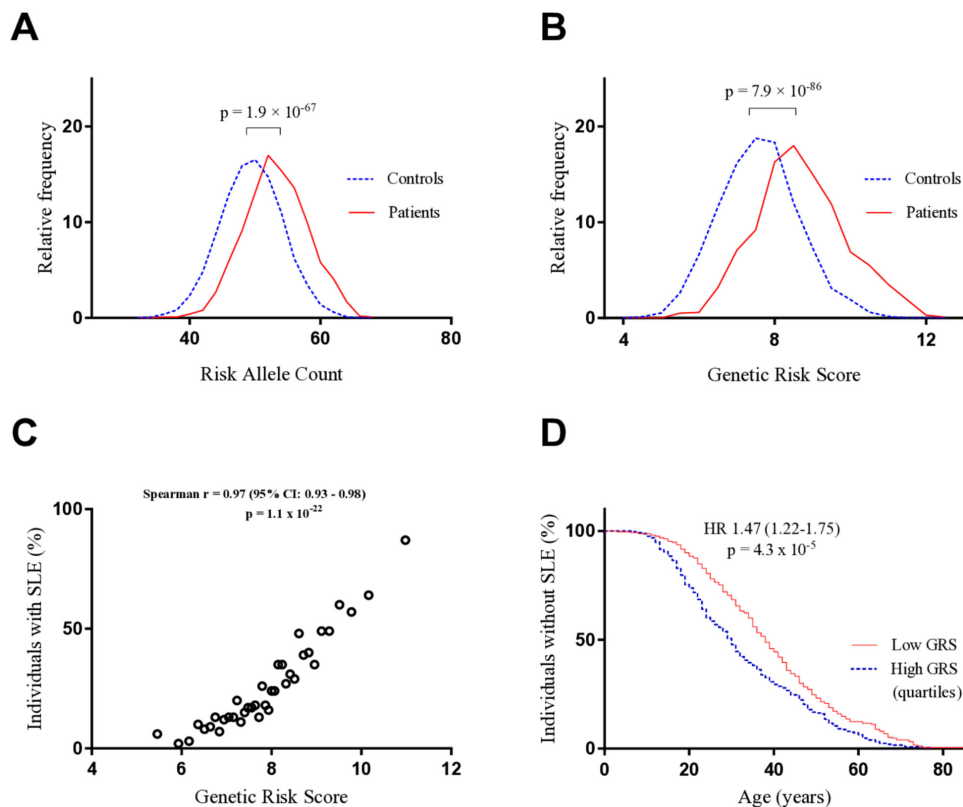 A
p = 1.9 × 10⁻⁶⁷
Relative frequency
20
10
0
40
60
80
Risk Allele Count
Controls
Patients
B
p = 7.9 × 10⁻⁸⁶
Relative frequency
20
10
0
4
8
12
Genetic Risk Score
Controls
Patients
C
Spearman r = 0.97 (95% CI: 0.93 - 0.98)
p = 1.1 x 10⁻²²
Individuals with SLE (%)
100
50
0
4
6
8
10
12
Genetic Risk Score
D
HR 1.47 (1.22-1.75)
p = 4.3 x 10⁻⁵
Individuals without SLE (%)
100
50
0
0
20
40
60
80
Age (years)
Low GRS
High GRS
(quartiles)